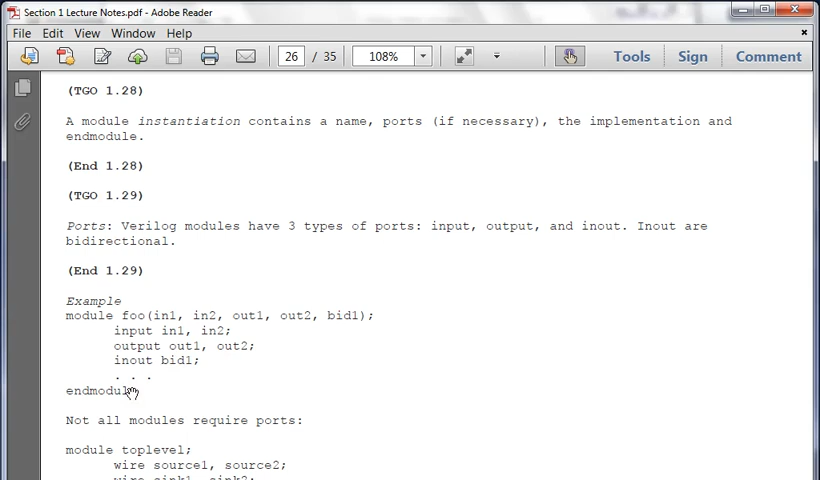 Section 1 Lecture Notes.pdf - Adobe Reader
File Edit View Window Help
26 / 35 108% Tools Sign Comment
(TGO 1.28)
A module instantiation contains a name, ports (if necessary), the implementation and
endmodule.
(End 1.28)
(TGO 1.29)
Ports: Verilog modules have 3 types of ports: input, output, and inout. Inout are
bidirectional.
(End 1.29)
Example
module foo(in1, in2, out1, out2, bid1);
input in1, in2;
output out1, out2;
inout bid1;
. . .
endmodule
Not all modules require ports:
module toplevel;
wire source1, source2;
wire sink1, sink2;